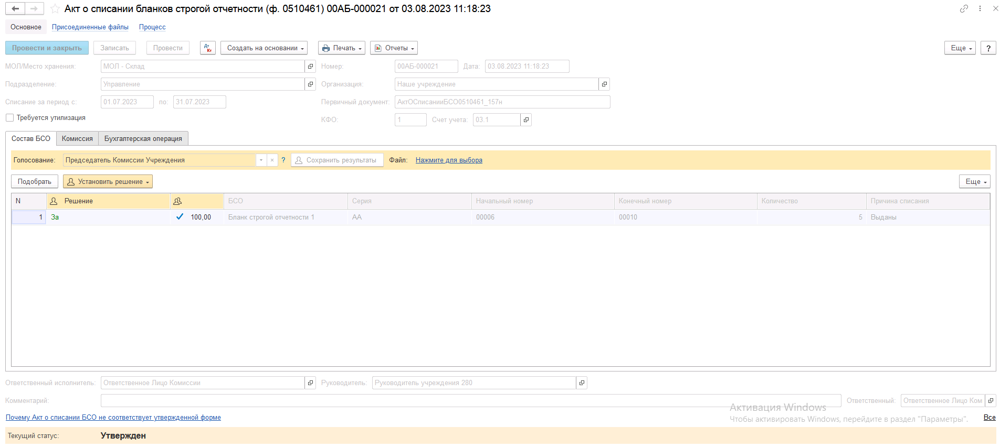 Акт о списании бланков строгой отчетности (ф. 0510461) 00АБ-000021 от 03.08.2023 11:18:23
Основное Присоединенные файлы Процесс
Провести и закрыть Записать Провести Дт Кт Создать на основании Печать Отчеты Еще ?
МОЛ/Место хранения: МОЛ - Склад Номер: 00АБ-000021 Дата: 03.08.2023 11:18:23
Подразделение: Управление Организация: Наше учреждение
Списание за период с: 01.07.2023 по: 31.07.2023 Первичный документ: АктОСписанииБСО0510461_157н
Требуется утилизация КФО: 1 Счет учета: 03.1
Состав БСО Комиссия Бухгалтерская операция
Голосование: Председатель Комиссии Учреждения × ? Сохранить результаты Файл: Нажмите для выбора
Подобрать Установить решение Еще
N Решение БСО Серия Начальный номер Конечный номер Количество Причина списания
1 За 100,00 Бланк строгой отчетности 1 АА 00006 00010 5 Выданы
Ответственный исполнитель: Ответственное Лицо Комиссии Руководитель: Руководитель учреждения 280
Комментарий: Ответственный: Ответственное Лицо Ком
Активация Windows
Чтобы активировать Windows, перейдите в раздел "Параметры".
Почему Акт о списании БСО не соответствует утвержденной форме Все
Текущий статус: Утвержден